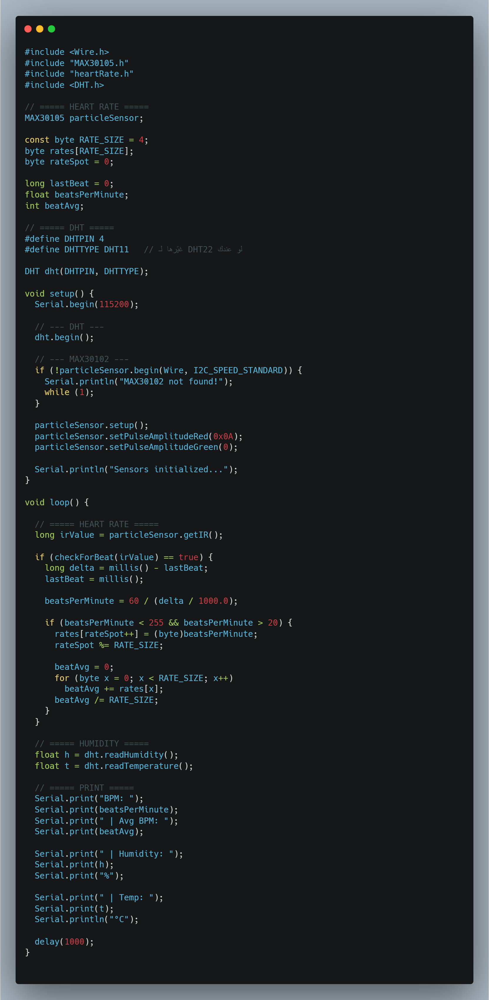 #include <Wire.h>
#include "MAX30105.h"
#include "heartRate.h"
#include <DHT.h>
// ===== HEART RATE =====
MAX30105 particleSensor;
const byte RATE_SIZE = 4;
byte rates[RATE_SIZE];
byte rateSpot = 0;
long lastBeat = 0;
float beatsPerMinute;
int beatAvg;
// ===== DHT =====
#define DHTPIN 4
#define DHTTYPE DHT11   // غيّرها لـ DHT22 لو عندك
DHT dht(DHTPIN, DHTTYPE);
void setup() {
  Serial.begin(115200);
  // --- DHT ---
  dht.begin();
  // --- MAX30102 ---
  if (!particleSensor.begin(Wire, I2C_SPEED_STANDARD)) {
    Serial.println("MAX30102 not found!");
    while (1);
  }
  particleSensor.setup();
  particleSensor.setPulseAmplitudeRed(0x0A);
  particleSensor.setPulseAmplitudeGreen(0);
  Serial.println("Sensors initialized...");
}
void loop() {
  // ===== HEART RATE =====
  long irValue = particleSensor.getIR();
  if (checkForBeat(irValue) == true) {
    long delta = millis() - lastBeat;
    lastBeat = millis();
    beatsPerMinute = 60 / (delta / 1000.0);
    if (beatsPerMinute < 255 && beatsPerMinute > 20) {
      rates[rateSpot++] = (byte)beatsPerMinute;
      rateSpot %= RATE_SIZE;
      beatAvg = 0;
      for (byte x = 0; x < RATE_SIZE; x++)
        beatAvg += rates[x];
      beatAvg /= RATE_SIZE;
    }
  }
  // ===== HUMIDITY =====
  float h = dht.readHumidity();
  float t = dht.readTemperature();
  // ===== PRINT =====
  Serial.print("BPM: ");
  Serial.print(beatsPerMinute);
  Serial.print(" | Avg BPM: ");
  Serial.print(beatAvg);
  Serial.print(" | Humidity: ");
  Serial.print(h);
  Serial.print("%");
  Serial.print(" | Temp: ");
  Serial.print(t);
  Serial.println("°C");
  delay(1000);
}